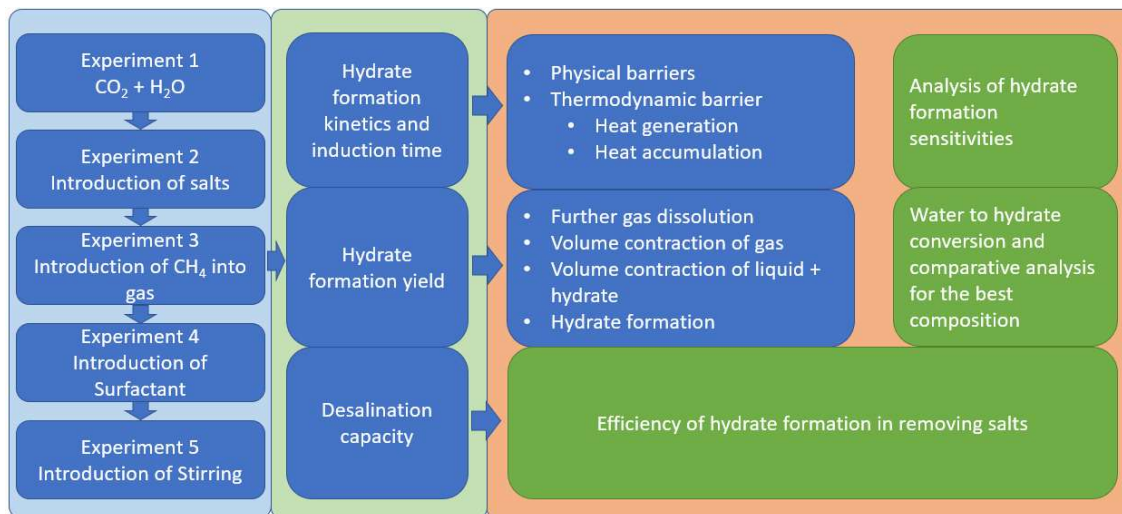 Experiment 1
CO₂ + H₂O
Experiment 2
Introduction of salts
Experiment 3
Introduction of CH₄ into
gas
Experiment 4
Introduction of
Surfactant
Experiment 5
Introduction of Stirring
Hydrate
formation
kinetics and
induction time
Hydrate
formation yield
Desalination
capacity
• Physical barriers
• Thermodynamic barrier
• Heat generation
• Heat accumulation
• Further gas dissolution
• Volume contraction of gas
• Volume contraction of liquid +
hydrate
• Hydrate formation
Analysis of hydrate
formation
sensitivities
Water to hydrate
conversion and
comparative analysis
for the best
composition
Efficiency of hydrate formation in removing salts